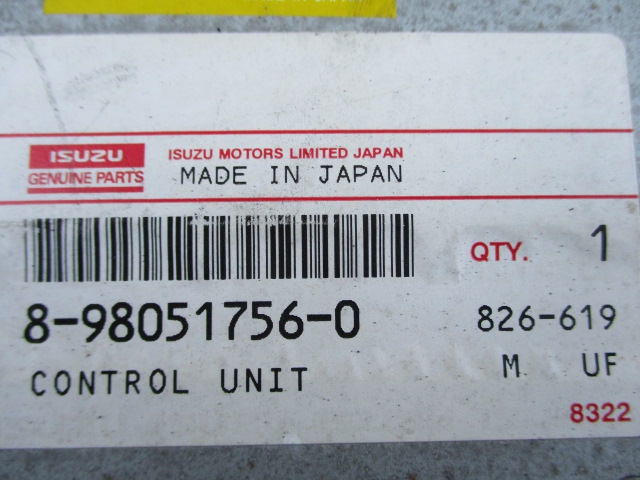 ISUZU
GENUINE PARTS
ISUZU MOTORS LIMITED JAPAN
MADE IN JAPAN
QTY. 1
8-98051756-0
826-619
CONTROL UNIT
M UF
8322